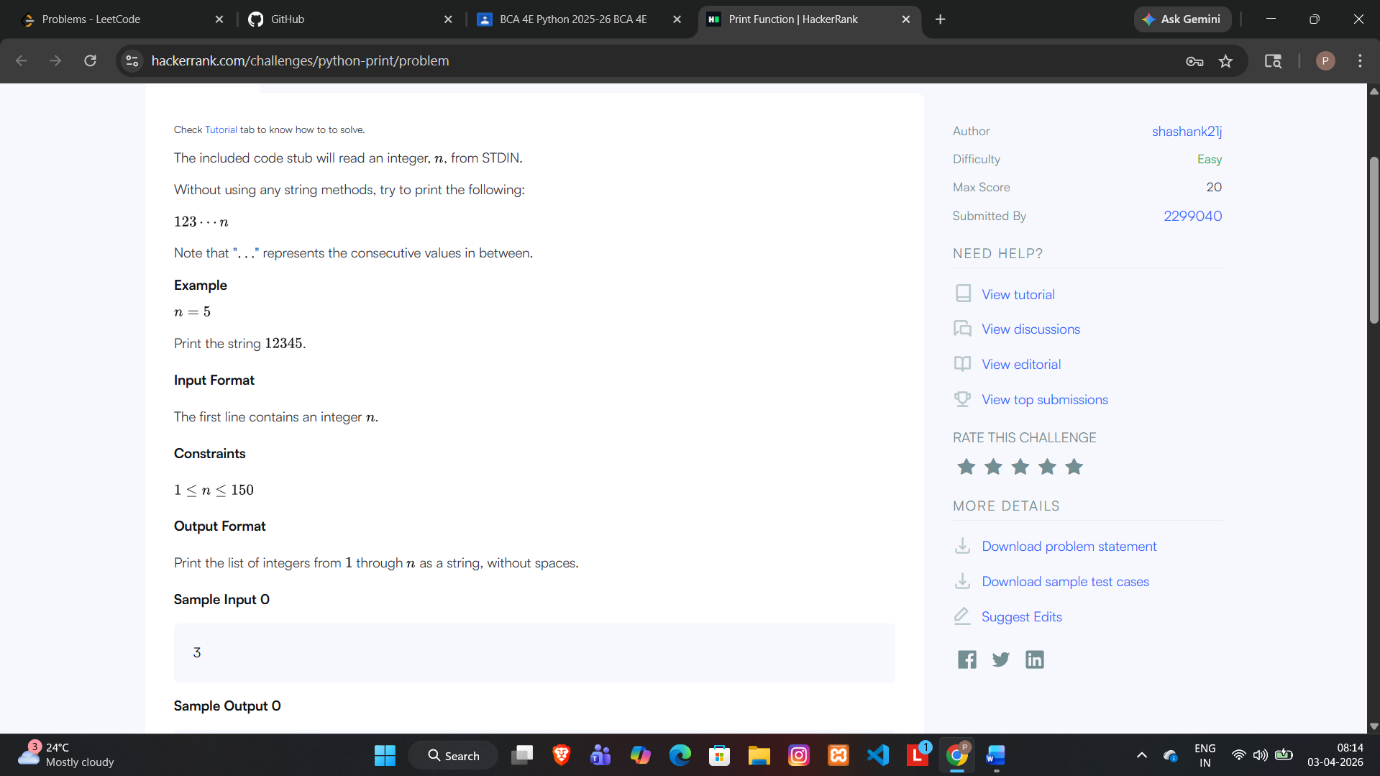 Problems - LeetCode
GitHub
BCA 4E Python 2025-26 BCA 4E
Print Function | HackerRank
Ask Gemini
hackerrank.com/challenges/python-print/problem
P
Check Tutorial tab to know how to to solve.
The included code stub will read an integer, n, from STDIN.
Without using any string methods, try to print the following:
123 ⋯ n
Note that "..." represents the consecutive values in between.
Example
n = 5
Print the string 12345.
Input Format
The first line contains an integer n.
Constraints
1 ≤ n ≤ 150
Output Format
Print the list of integers from 1 through n as a string, without spaces.
Sample Input 0
3
Sample Output 0
Author shashank21j
Difficulty Easy
Max Score 20
Submitted By 2299040
NEED HELP?
View tutorial
View discussions
View editorial
View top submissions
RATE THIS CHALLENGE
MORE DETAILS
Download problem statement
Download sample test cases
Suggest Edits
3
24°C
Mostly cloudy
Search
L
1
P
ENG
IN
08:14
03-04-2026